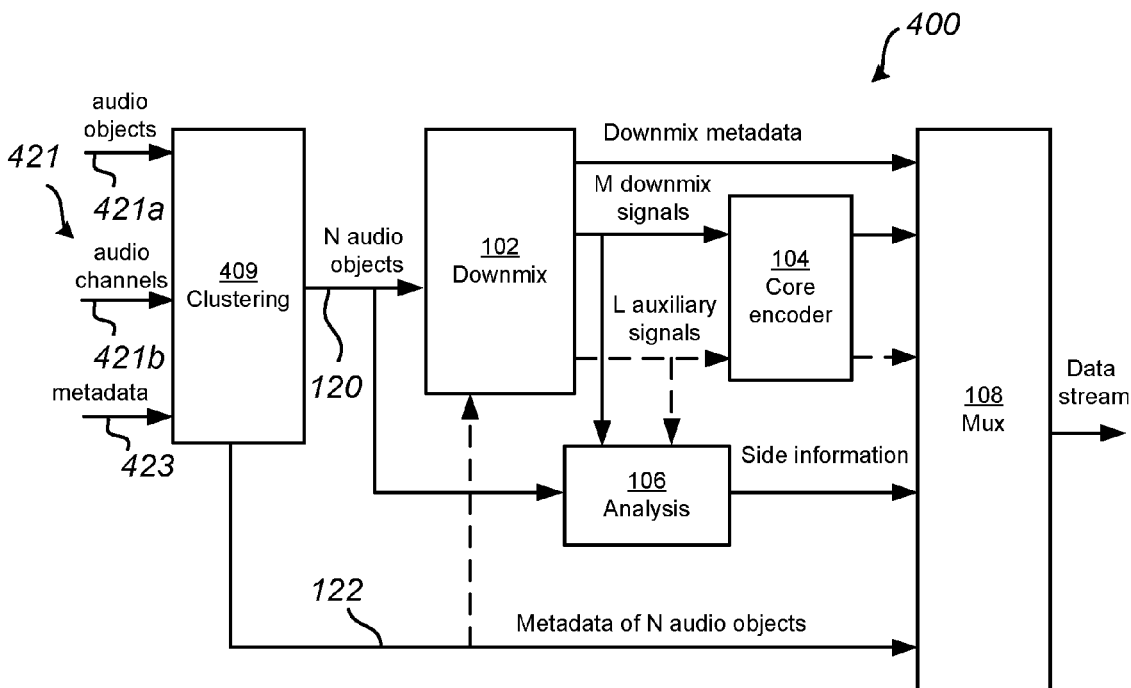 400
audio
objects
421
421a
audio
channels
421b
metadata
423
409
Clustering
N audio
objects
120
102
Downmix
Downmix metadata
M downmix
signals
L auxiliary
signals
104
Core
encoder
106
Analysis
Side information
108
Mux
Data
stream
122
Metadata of N audio objects